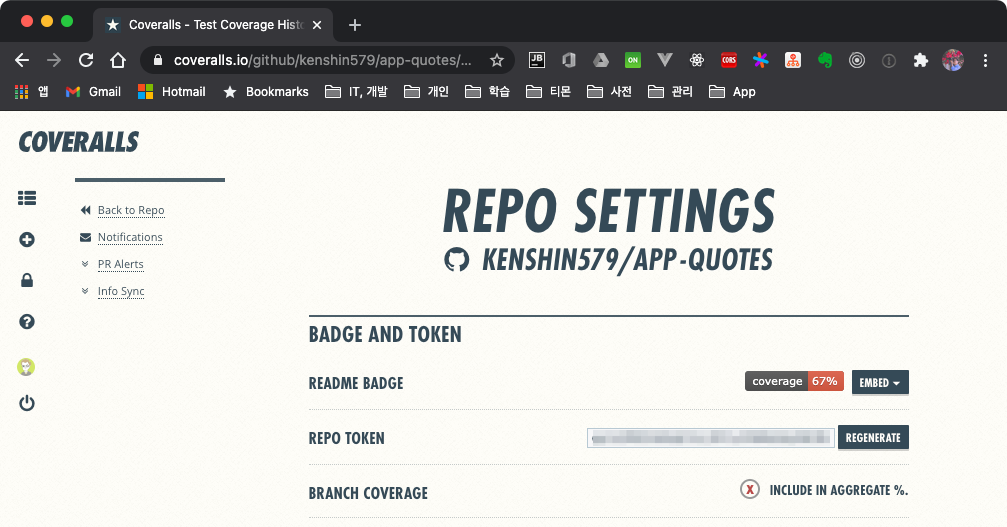 Coveralls - Test Coverage Hist
coveralls.io/github/kenshin579/app-quotes/...
JB
ON
CORS
앱
Gmail
Hotmail
Bookmarks
IT, 개발
개인
학습
티몬
사전
관리
App
COVERALLS
Back to Repo
Notifications
PR Alerts
Info Sync
REPO SETTINGS
KENSHIN579/APP-QUOTES
BADGE AND TOKEN
README BADGE
coverage 67%
EMBED
REPO TOKEN
REGENERATE
BRANCH COVERAGE
X INCLUDE IN AGGREGATE %.